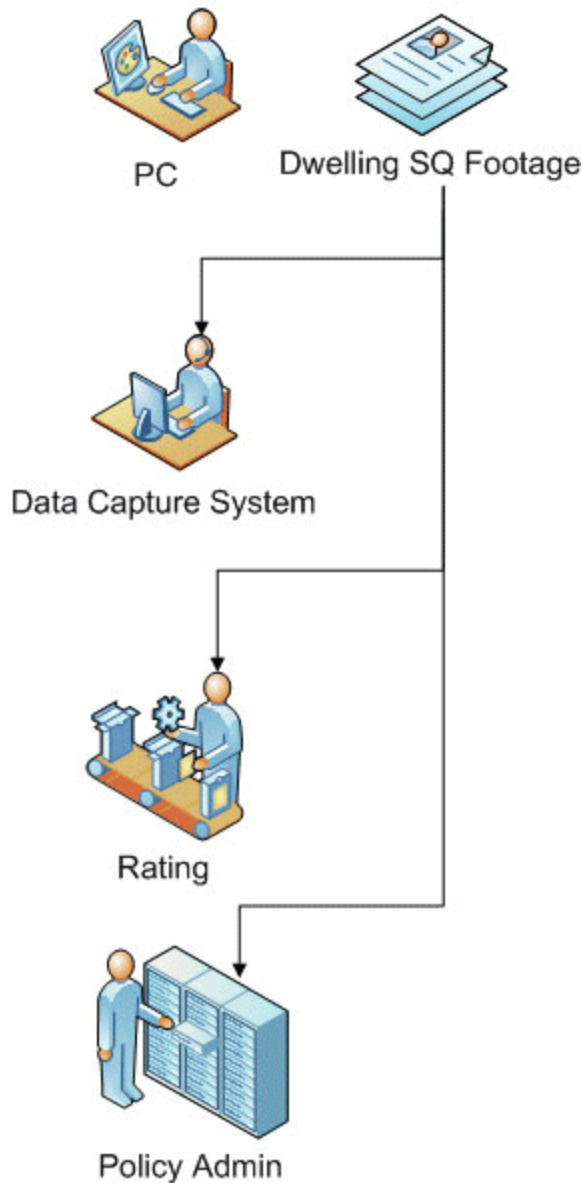 PC
Dwelling SQ Footage
Data Capture System
Rating
Policy Admin